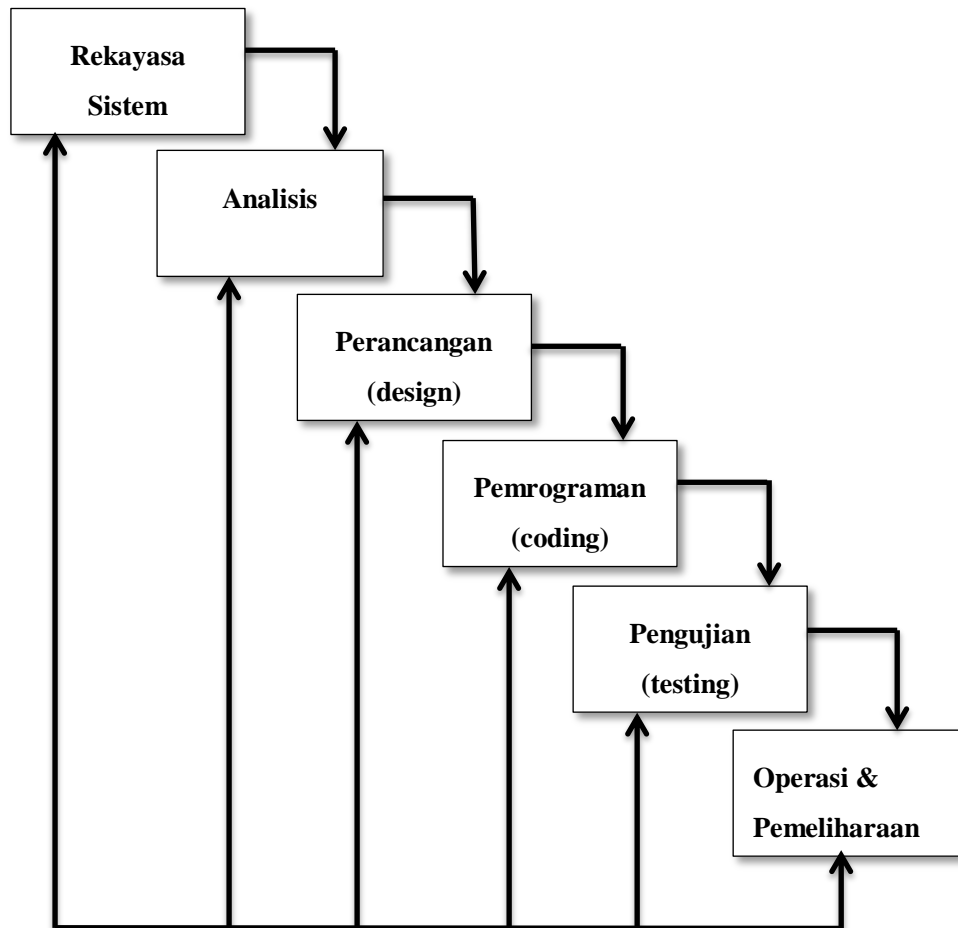 Rekayasa
Sistem
Analisis
Perancangan
(design)
Pemrograman
(coding)
Pengujian
(testing)
Operasi &
Pemeliharaan